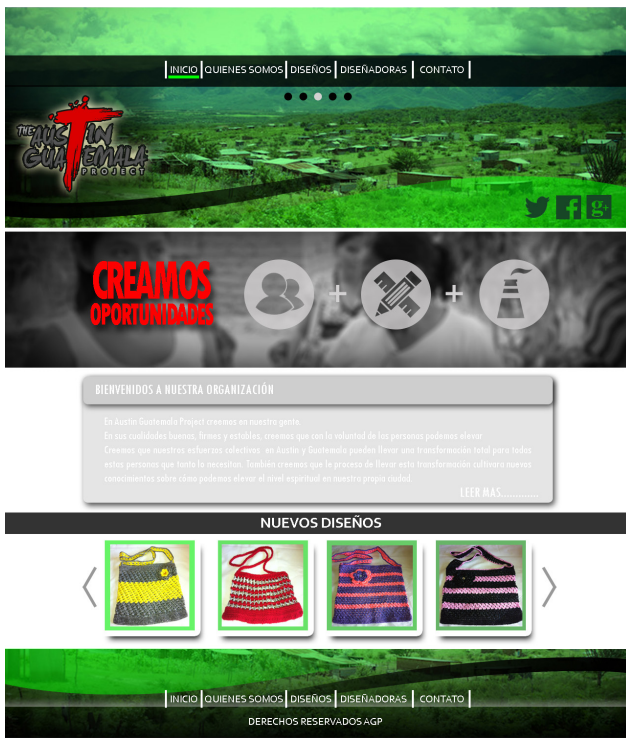 INICIO QUIENES SOMOS DISEÑOS DISEÑADORAS CONTATO
THE AUSTIN
GUATEMALA
PROJECT
g+
CREAMOS
OPORTUNIDADES
+ +
BIENVENIDOS A NUESTRA ORGANIZACIÓN
En Austin Guatemala Project creemos en nuestra gente.
En sus cualidades buenas, firmes y estables, creemos que con la voluntad de las personas podemos elevar
Creemos que nuestros esfuerzos colectivos en Austin y Guatemala pueden llevar una transformación total para todas
estas personas que tanto lo necesitan. También creemos que le proceso de llevar esta transformación cultivara nuevos
conocimientos sobre cómo podemos elevar el nivel espiritual en nuestra propia ciudad.
LEER MAS..............
NUEVOS DISEÑOS
INICIO QUIENES SOMOS DISEÑOS DISEÑADORAS CONTATO
DERECHOS RESERVADOS AGP